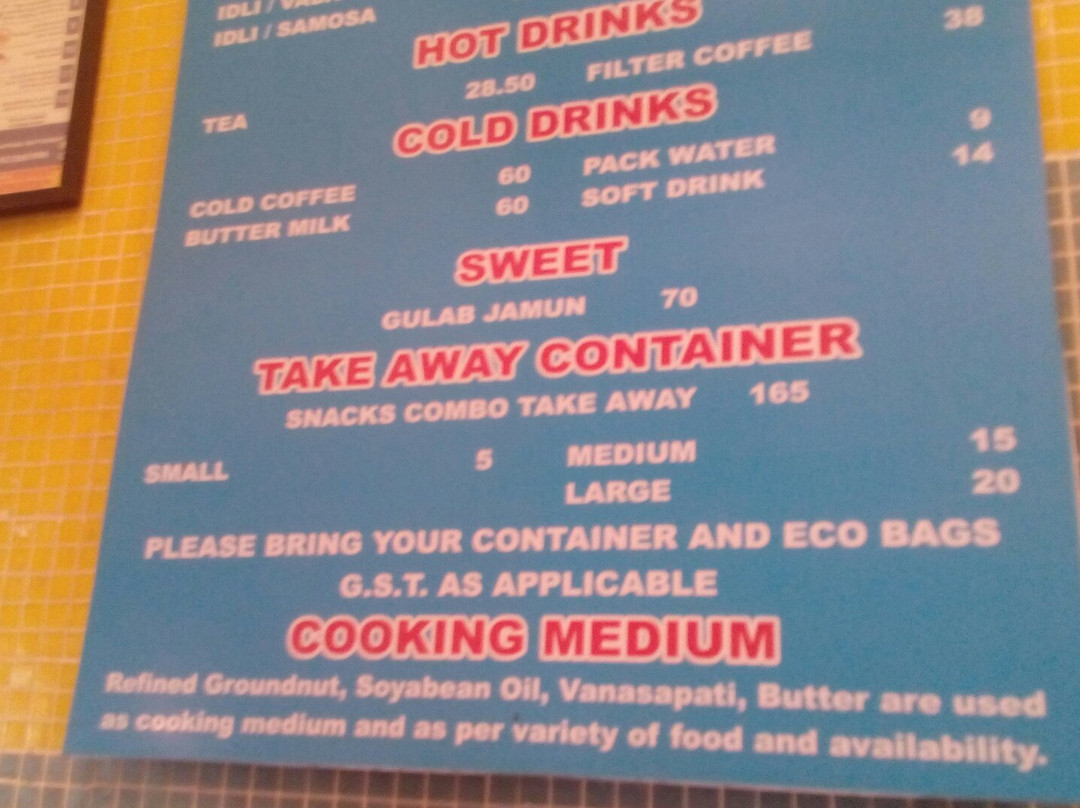 IDLI /
IDLI / SAMOSA
HOT DRINKS
TEA 28.50 FILTER COFFEE 38
COLD DRINKS
COLD COFFEE 60 PACK WATER 9
BUTTER MILK 60 SOFT DRINK 14
SWEET
GULAB JAMUN 70
TAKE AWAY CONTAINER
SNACKS COMBO TAKE AWAY 165
SMALL 5 MEDIUM 15
LARGE 20
PLEASE BRING YOUR CONTAINER AND ECO BAGS
G.S.T. AS APPLICABLE
COOKING MEDIUM
Refined Groundnut, Soyabean Oil, Vanasapati, Butter are used
as cooking medium and as per variety of food and availability.